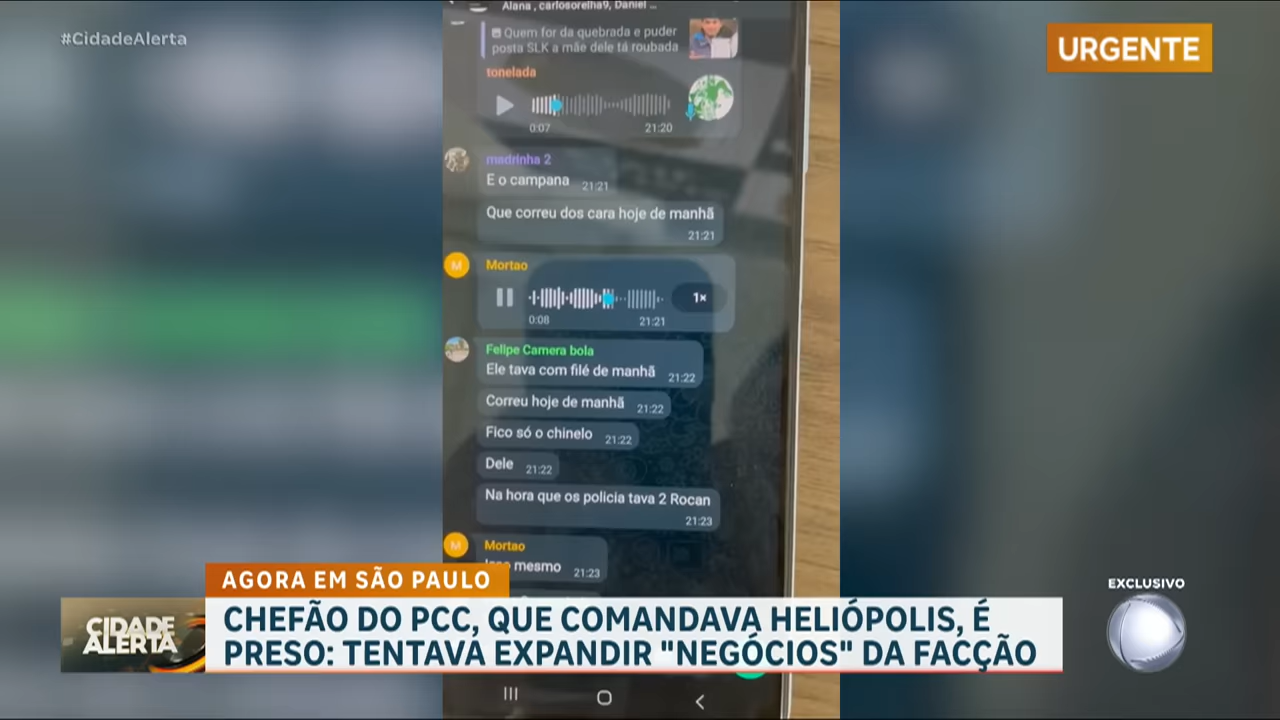 #CidadeAlerta
URGENTE
Alana , carlosorelha9, Daniel ...
Quem for da quebrada e puder
posta SLK a mãe dele tá roubada
tonelada
0:07 21:20
madrinha 2
E o campana 21:21
Que correu dos cara hoje de manhã
21:21
M Mortao
1×
0:08 21:21
Felipe Camera bola
Ele tava com filé de manhã 21:22
Correu hoje de manhã 21:22
Fico só o chinelo 21:22
Dele 21:22
Na hora que os policia tava 2 Rocan
21:23
M Mortao
mesmo 21:23
AGORA EM SÃO PAULO
CIDADE
ALERTA
CHEFÃO DO PCC, QUE COMANDAVA HELIÓPOLIS, É
PRESO: TENTAVA EXPANDIR "NEGÓCIOS" DA FACÇÃO
EXCLUSIVO